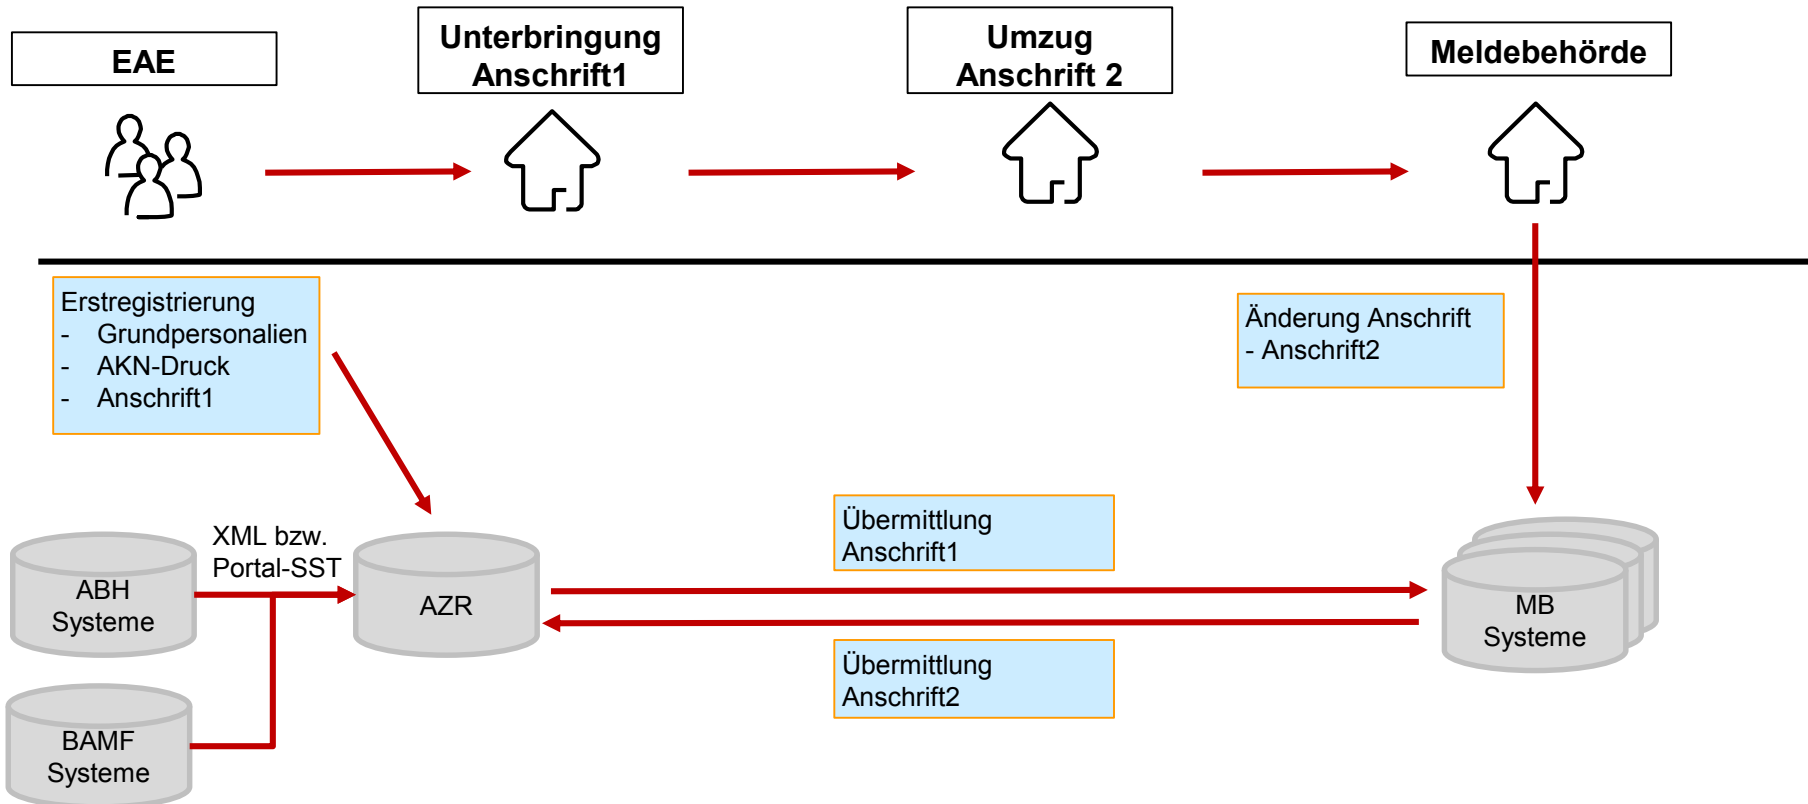 EAE
Unterbringung
Anschrift1
Umzug
Anschrift 2
Meldebehörde
Erstregistrierung
- Grundpersonalien
- AKN-Druck
- Anschrift1
Änderung Anschrift
- Anschrift2
XML bzw.
Portal-SST
ABH
Systeme
AZR
Übermittlung
Anschrift1
Übermittlung
Anschrift2
MB
Systeme
BAMF
Systeme